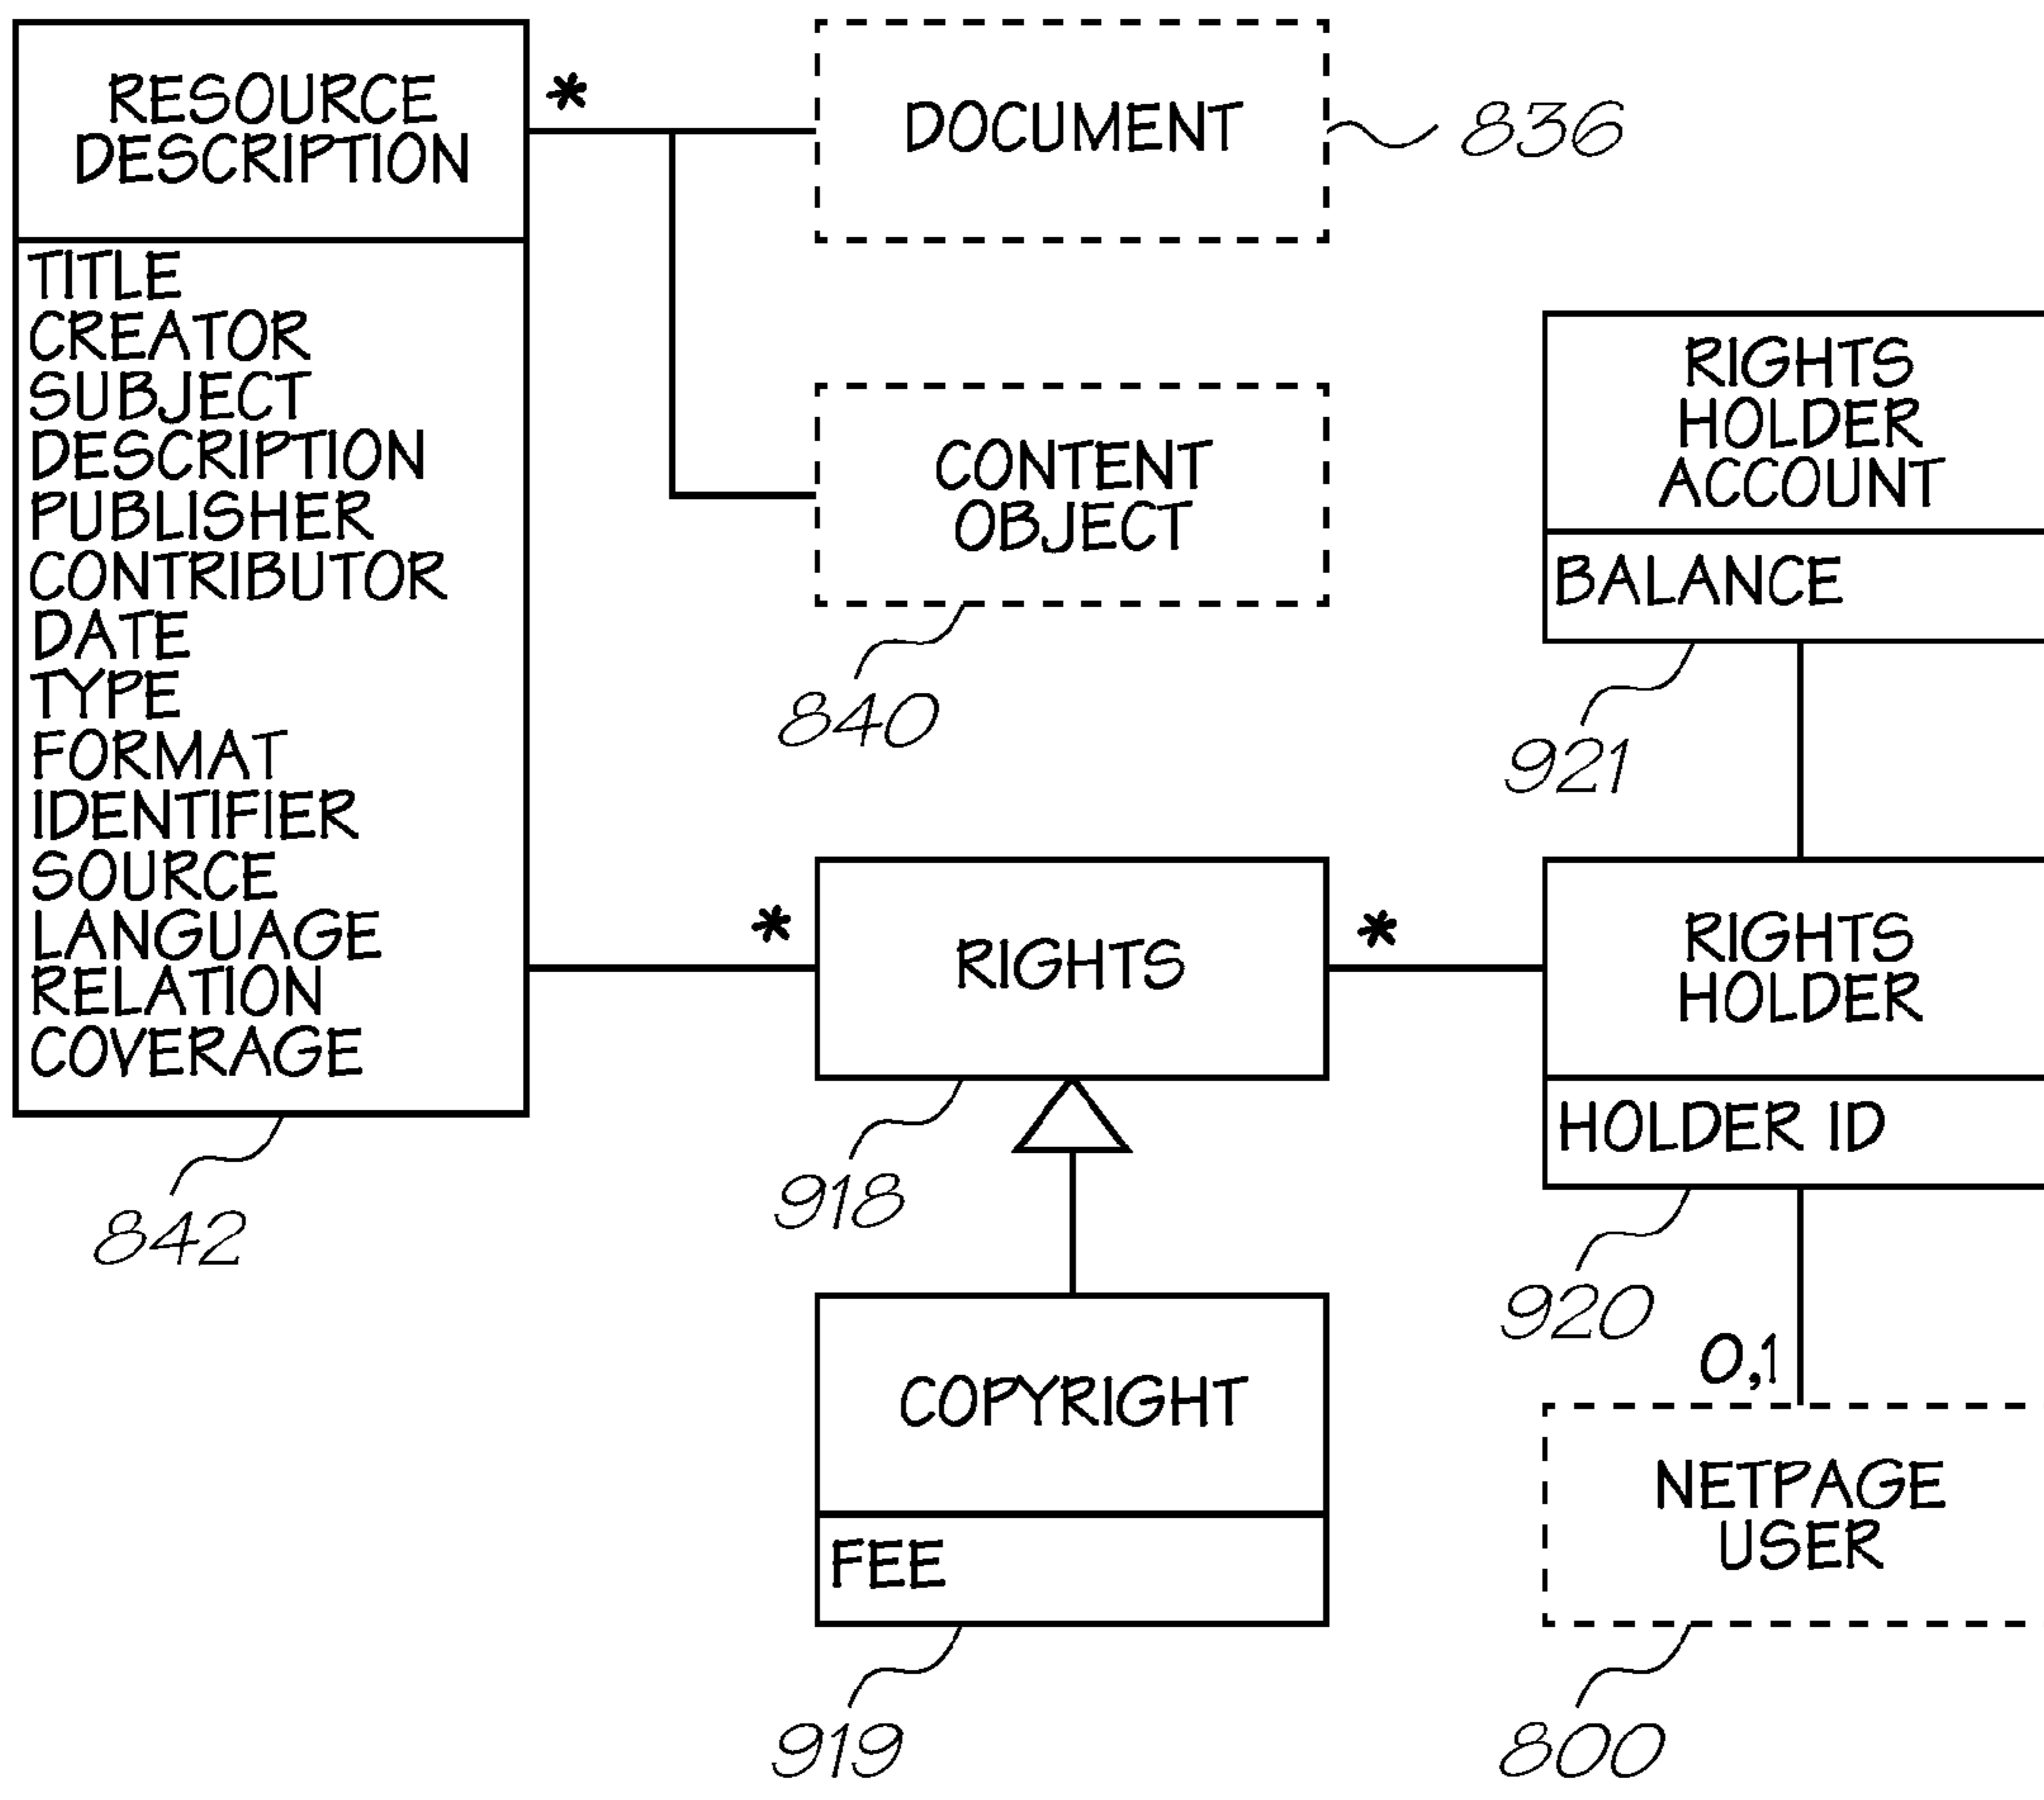 RESOURCE
DESCRIPTION
TITLE
CREATOR
SUBJECT
DESCRIPTION
PUBLISHER
CONTRIBUTOR
DATE
TYPE
FORMAT
IDENTIFIER
SOURCE
LANGUAGE
RELATION
COVERAGE
842
*
DOCUMENT
836
CONTENT
OBJECT
840
RIGHTS
HOLDER
ACCOUNT
BALANCE
921
*
RIGHTS
*
918
RIGHTS
HOLDER
HOLDER ID
920
COPYRIGHT
FEE
919
0,1
NETPAGE
USER
800